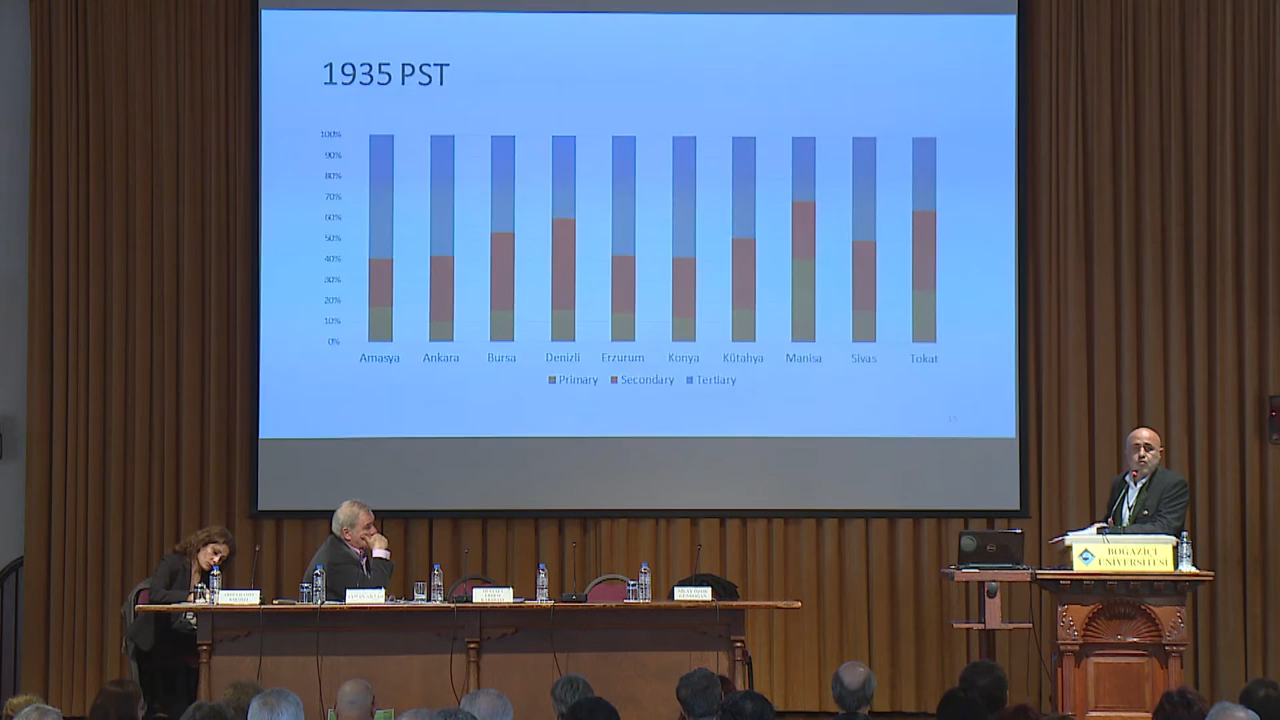 1935 PST
100%
90%
80%
70%
60%
50%
40%
30%
20%
10%
0%
Amasya Ankara Bursa Denizli Erzurum Konya Kütahya Manisa Sivas Tokat
Primary Secondary Tertiary
15
BOĞAZİÇİ
ÜNİVERSİTESİ